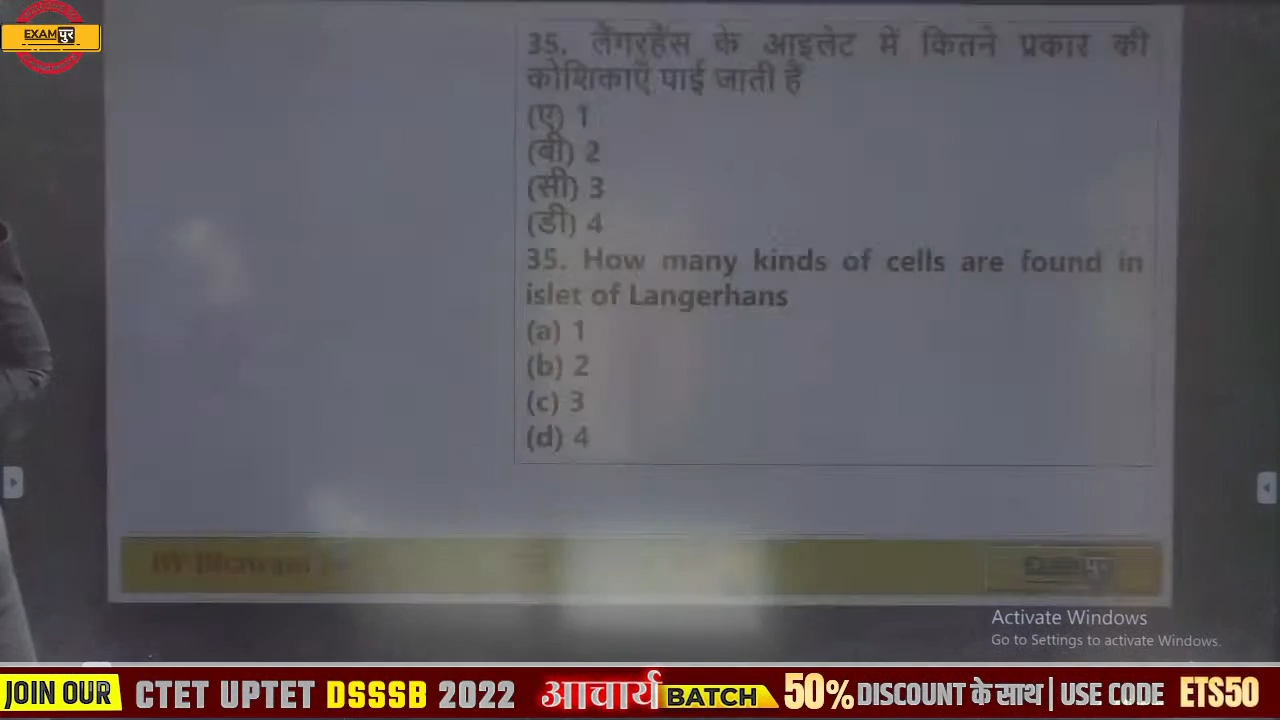 EXAM पुर
35. लैंगरहैंस के आइलेट में कितने प्रकार की
कोशिकाएँ पाई जाती हैं
(ए) 1
(बी) 2
(सी) 3
(डी) 4
35. How many kinds of cells are found in
islet of Langerhans
(a) 1
(b) 2
(c) 3
(d) 4
EXAM पुर
Activate Windows
Go to Settings to activate Windows.
JOIN OUR CTET UPTET DSSSB 2022 आचार्य BATCH 50% DISCOUNT के साथ | USE CODE ETS50